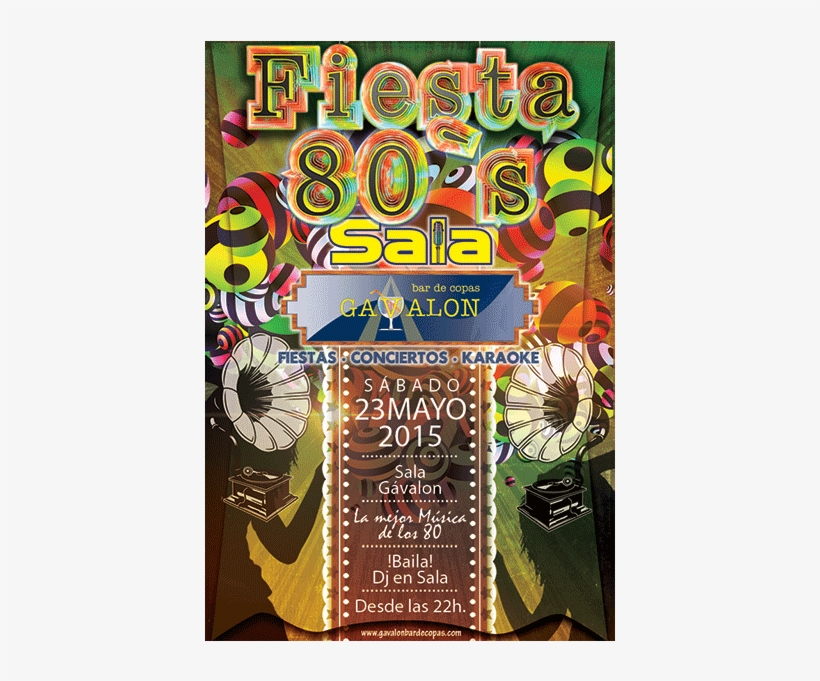 Fiesta
80`s
Sala
bar de copas
GAVALON
FIESTAS · CONCIERTOS · KARAOKE
SÁBADO
23MAYO
2015
Sala
Gávalon
La mejor Música
de los 80
!Baila!
Dj en Sala
Desde las 22h.
www.gavalonbardecopas.com